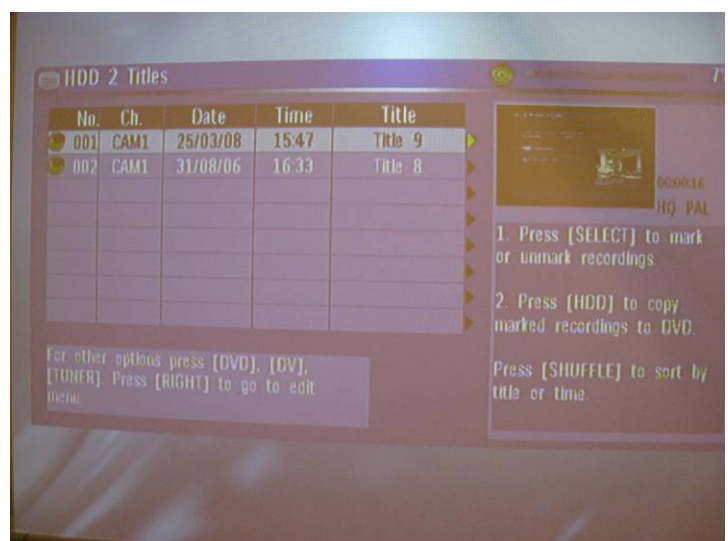 HDD 2 Titles
No. Ch. Date Time Title
001 CAM1 25/03/08 15:47 Title 9
002 CAM1 31/08/06 16:33 Title 8
00:00:16
HQ PAL
1. Press [SELECT] to mark
or unmark recordings.
2. Press [HDD] to copy
marked recordings to DVD.
Press [SHUFFLE] to sort by
title or time.
For other options press [DVD], [DV],
[TUNER]. Press [RIGHT] to go to edit
menu.